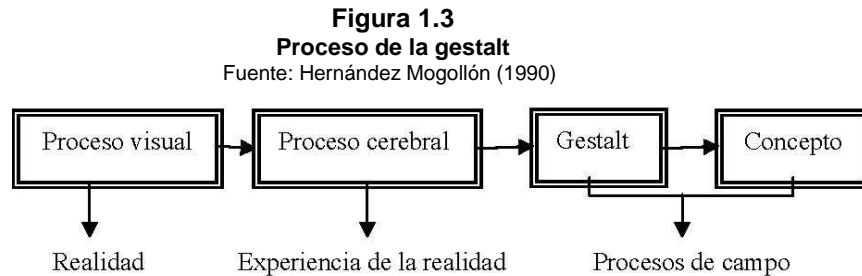 Figura 1.3
Proceso de la gestalt
Fuente: Hernández Mogollón (1990)
Proceso visual Proceso cerebral Gestalt Concepto
Realidad Experiencia de la realidad Procesos de campo